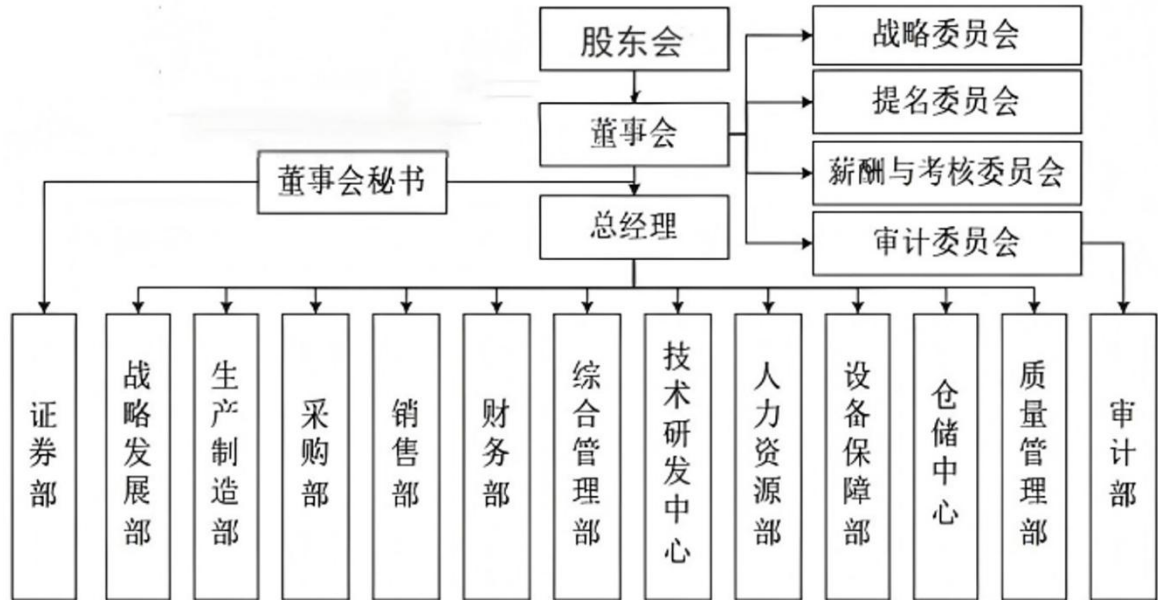 股东会
战略委员会
提名委员会
董事会
薪酬与考核委员会
董事会秘书
总经理
审计委员会
证券部
战略发展部
生产制造部
采购部
销售部
财务部
综合管理部
技术研发中心
人力资源部
设备保障部
仓储中心
质量管理部
审计部